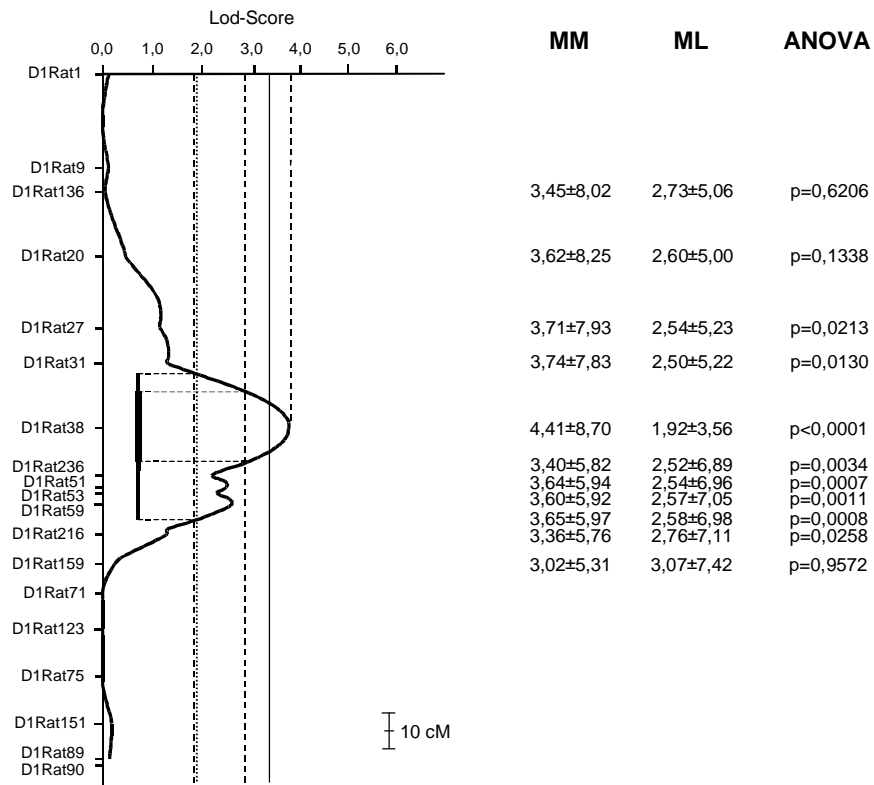 Lod-Score
0,0 1,0 2,0 3,0 4,0 5,0 6,0
MM ML ANOVA
D1Rat1
D1Rat9
D1Rat136 3,45±8,02 2,73±5,06 p=0,6206
D1Rat20 3,62±8,25 2,60±5,00 p=0,1338
D1Rat27 3,71±7,93 2,54±5,23 p=0,0213
D1Rat31 3,74±7,83 2,50±5,22 p=0,0130
D1Rat38 4,41±8,70 1,92±3,56 p<0,0001
D1Rat236 3,40±5,82 2,52±6,89 p=0,0034
D1Rat51 3,64±5,94 2,54±6,96 p=0,0007
D1Rat53 3,60±5,92 2,57±7,05 p=0,0011
D1Rat59 3,65±5,97 2,58±6,98 p=0,0008
D1Rat216 3,36±5,76 2,76±7,11 p=0,0258
D1Rat159 3,02±5,31 3,07±7,42 p=0,9572
D1Rat71
D1Rat123
D1Rat75
D1Rat151
10 cM
D1Rat89
D1Rat90